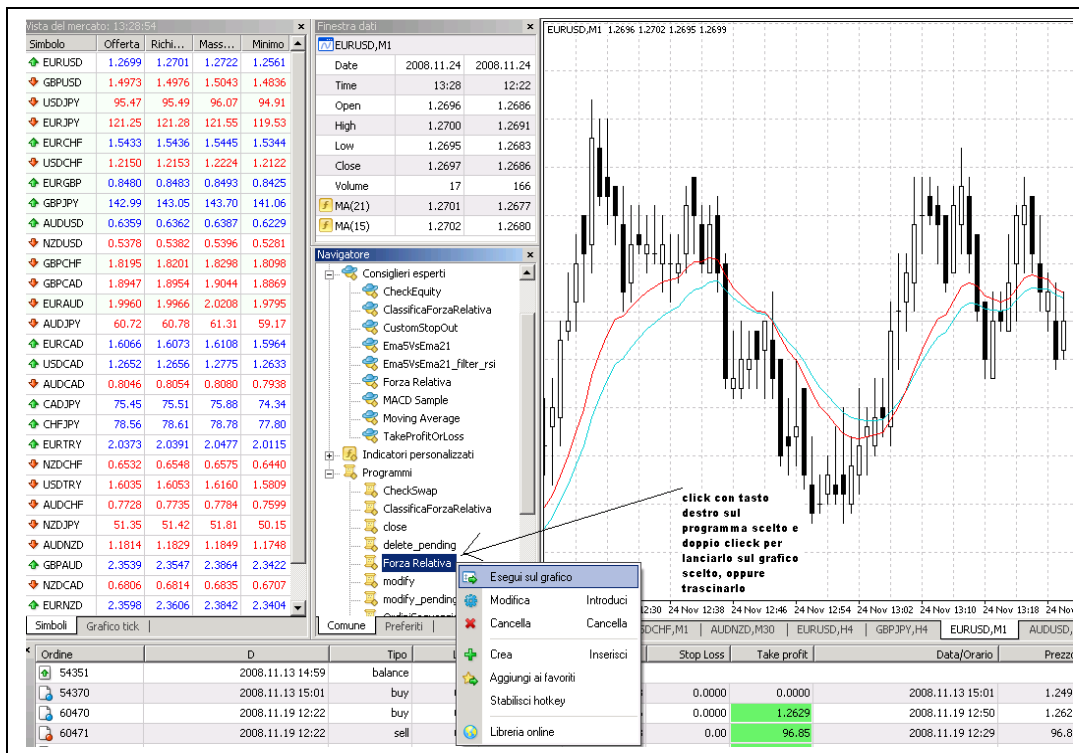 Vista del mercato: 13:28:54
Simbolo Offerta Richi... Mass... Minimo
EURUSD 1.2699 1.2701 1.2722 1.2561
GBPUSD 1.4973 1.4976 1.5043 1.4836
USDJPY 95.47 95.49 96.07 94.91
EURJPY 121.25 121.28 121.55 119.53
EURCHF 1.5433 1.5436 1.5445 1.5344
USDCHF 1.2150 1.2153 1.2224 1.2122
EURGBP 0.8480 0.8483 0.8493 0.8425
GBPJPY 142.99 143.05 143.70 141.06
AUDUSD 0.6359 0.6362 0.6387 0.6229
NZDUSD 0.5378 0.5382 0.5396 0.5281
GBPCHF 1.8195 1.8201 1.8298 1.8098
GBPCAD 1.8947 1.8954 1.9044 1.8869
EURAUD 1.9960 1.9966 2.0208 1.9795
AUDJPY 60.72 60.78 61.31 59.17
EURCAD 1.6066 1.6073 1.6108 1.5964
USDCAD 1.2652 1.2656 1.2775 1.2633
AUDCAD 0.8046 0.8054 0.8080 0.7938
CADJPY 75.45 75.51 75.88 74.34
CHFJPY 78.56 78.61 78.78 77.80
EURTRY 2.0373 2.0391 2.0477 2.0115
NZDCHF 0.6532 0.6548 0.6575 0.6440
USDTRY 1.6035 1.6053 1.6160 1.5809
AUDCHF 0.7728 0.7735 0.7784 0.7599
NZDJPY 51.35 51.42 51.81 50.15
AUDNZD 1.1814 1.1829 1.1849 1.1748
GBPAUD 2.3539 2.3547 2.3864 2.3422
NZDCAD 0.6806 0.6814 0.6835 0.6707
EURNZD 2.3598 2.3606 2.3842 2.3404
Simboli Grafico tick
Finestra dati
EURUSD,M1
Date 2008.11.24 2008.11.24
Time 13:28 12:22
Open 1.2696 1.2686
High 1.2700 1.2691
Low 1.2695 1.2683
Close 1.2697 1.2686
Volume 17 166
MA(21) 1.2701 1.2677
MA(15) 1.2702 1.2680
Navigatore
Consiglieri esperti
CheckEquity
ClassificaForzaRelativa
CustomStopOut
Ema5VsEma21
Ema5VsEma21_filter_rsi
Forza Relativa
MACD Sample
Moving Average
TakeProfitOrLoss
Indicatori personalizzati
Programmi
CheckSwap
ClassificaForzaRelativa
close
delete_pending
Forza Relativa
modify
modify_pending
Comune Preferiti
EURUSD,M1 1.2696 1.2702 1.2695 1.2699
click con tasto
destro sul
programma scelto e
doppio clieck per
lanciarlo sul grafico
scelto, oppure
trascinarlo
Esegui sul grafico
Modifica Introduci
Cancella Cancella
Crea Inserisci
Aggiungi ai favoriti
Stabilisci hotkey
Libreria online
12:30 24 Nov 12:38 24 Nov 12:46 24 Nov 12:54 24 Nov 13:02 24 Nov 13:10 24 Nov 13:18 24 Nov
DCHF,M1 AUDNZD,M30 EURUSD,H4 GBPJPY,H4 EURUSD,M1 AUDUSD,
Ordine D Tipo Stop Loss Take profit Data/Orario Prezzo
54351 2008.11.13 14:59 balance
54370 2008.11.13 15:01 buy 0.0000 0.0000 2008.11.13 15:01 1.249
60470 2008.11.19 12:22 buy 0.0000 1.2629 2008.11.19 12:50 1.262
60471 2008.11.19 12:22 sell 0.00 96.85 2008.11.19 12:29 96.8